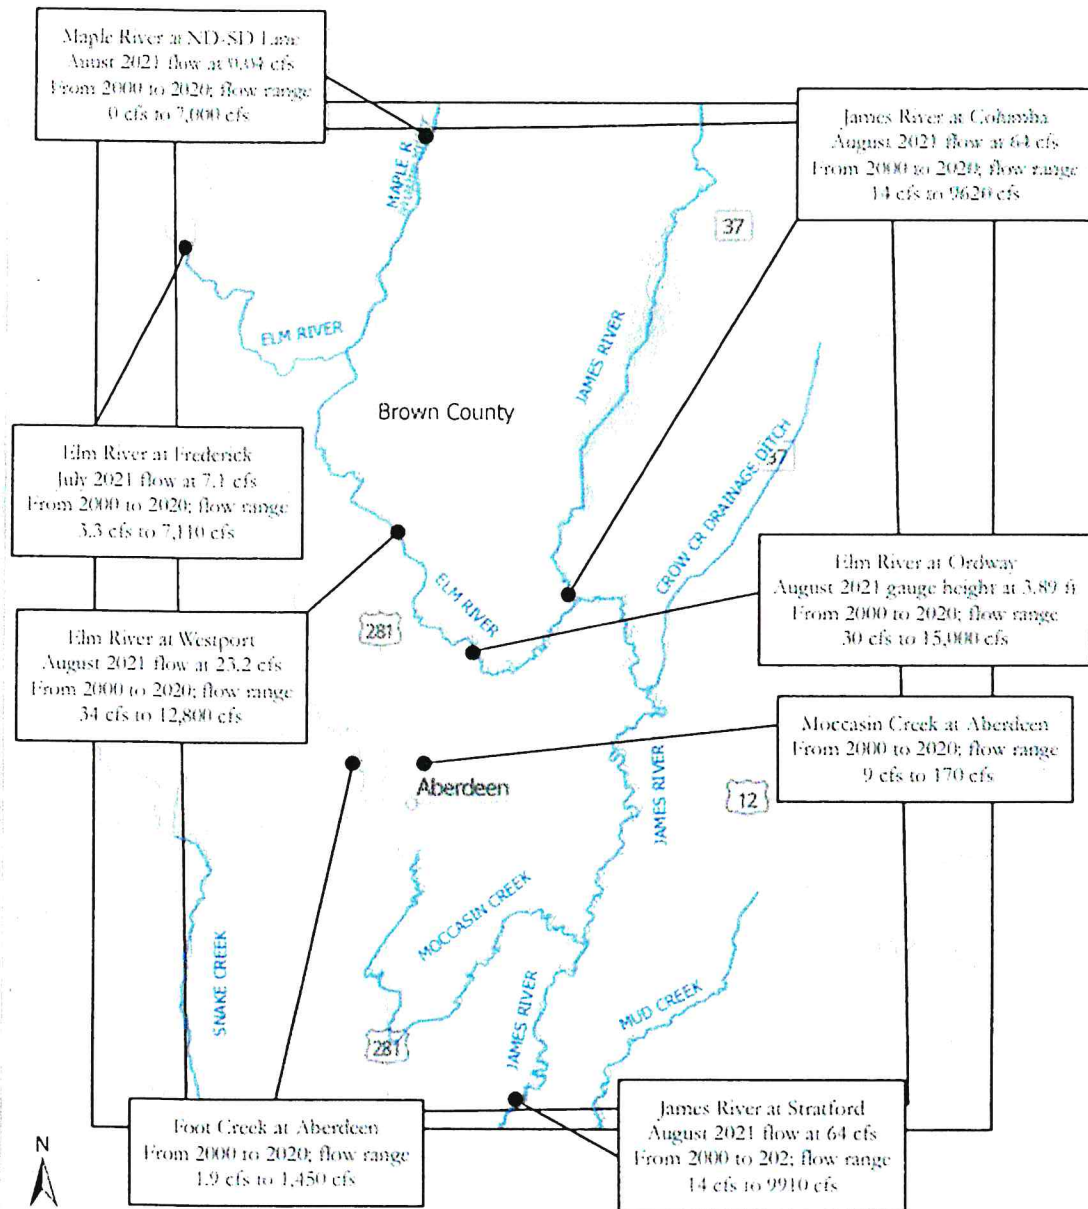 Maple River at ND-SD Line
August 2021 flow at 0.04 cfs
From 2000 to 2020; flow range
0 cfs to 7,000 cfs
James River at Columbia
August 2021 flow at 64 cfs
From 2000 to 2020; flow range
14 cfs to 9620 cfs
MAPLE R
37
ELM RIVER
JAMES RIVER
Brown County
Elm River at Frederick
July 2021 flow at 7.1 cfs
From 2000 to 2020; flow range
3.3 cfs to 7,110 cfs
37
CROW CR DRAINAGE DITCH
Elm River at Ordway
August 2021 gauge height at 3.89 ft
From 2000 to 2020; flow range
30 cfs to 15,000 cfs
ELM RIVER
281
Elm River at Westport
August 2021 flow at 23.2 cfs
From 2000 to 2020; flow range
34 cfs to 12,800 cfs
Moccasin Creek at Aberdeen
From 2000 to 2020; flow range
9 cfs to 170 cfs
Aberdeen
JAMES RIVER
12
MOCCASIN CREEK
SNAKE CREEK
JAMES RIVER
MUD CREEK
281
Foot Creek at Aberdeen
From 2000 to 2020; flow range
1.9 cfs to 1,450 cfs
James River at Stratford
August 2021 flow at 64 cfs
From 2000 to 202; flow range
14 cfs to 9910 cfs
N